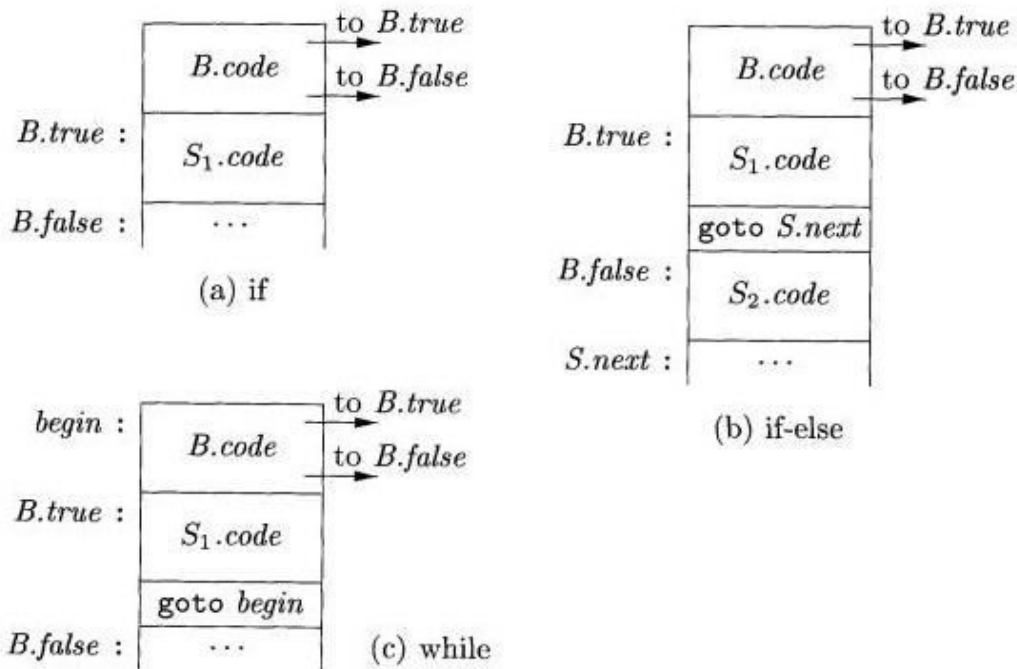 to B.true
B.code
to B.false
B.true :
S₁.code
B.false :
...
(a) if
to B.true
B.code
to B.false
B.true :
S₁.code
goto S.next
B.false :
S₂.code
S.next :
...
(b) if-else
begin :
to B.true
B.code
to B.false
B.true :
S₁.code
goto begin
B.false :
...
(c) while